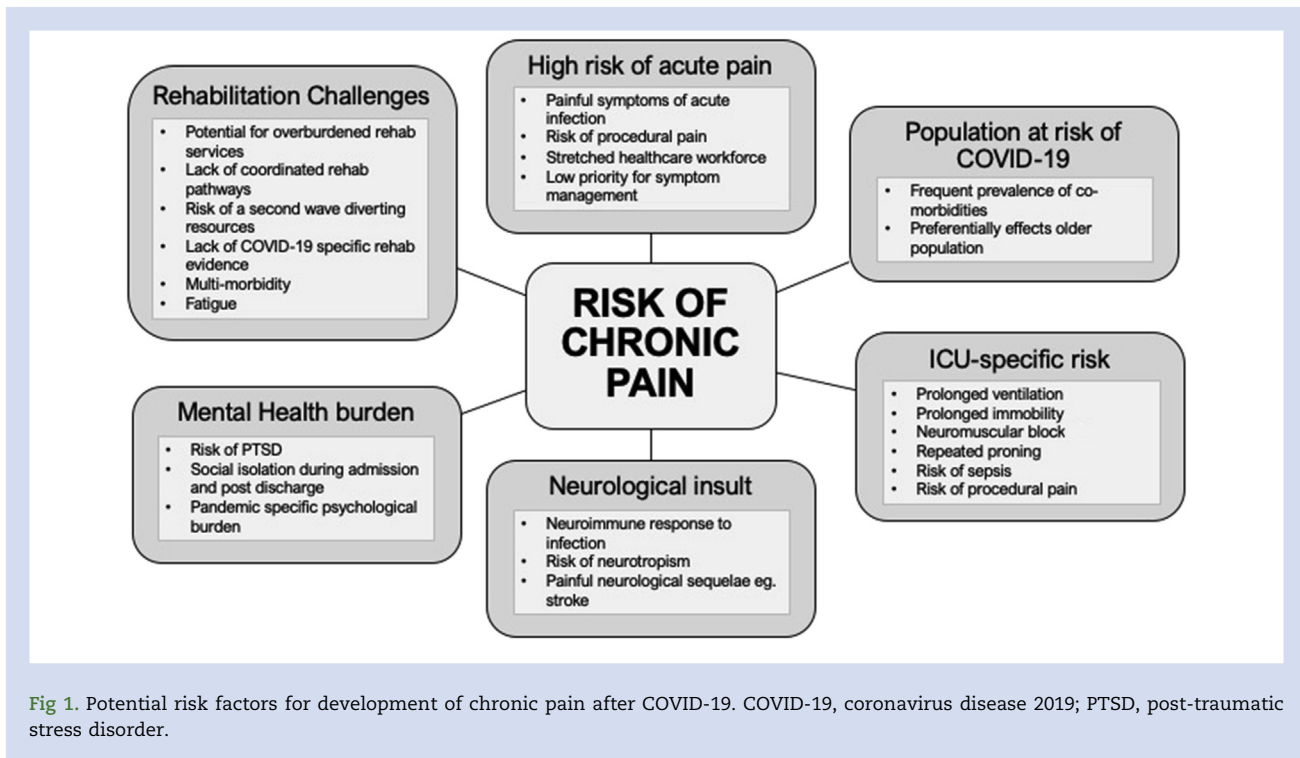 Rehabilitation Challenges
• Potential for overburdened rehab
services
• Lack of coordinated rehab
pathways
• Risk of a second wave diverting
resources
• Lack of COVID-19 specific rehab
evidence
• Multi-morbidity
• Fatigue
High risk of acute pain
• Painful symptoms of acute
infection
• Risk of procedural pain
• Stretched healthcare workforce
• Low priority for symptom
management
Population at risk of
COVID-19
• Frequent prevalence of co-
morbidities
• Preferentially effects older
population
RISK OF
CHRONIC
PAIN
ICU-specific risk
• Prolonged ventilation
• Prolonged immobility
• Neuromuscular block
• Repeated proning
• Risk of sepsis
• Risk of procedural pain
Mental Health burden
• Risk of PTSD
• Social isolation during admission
and post discharge
• Pandemic specific psychological
burden
Neurological insult
• Neuroimmune response to
infection
• Risk of neurotropism
• Painful neurological sequelae eg.
stroke
Fig 1. Potential risk factors for development of chronic pain after COVID-19. COVID-19, coronavirus disease 2019; PTSD, post-traumatic
stress disorder.